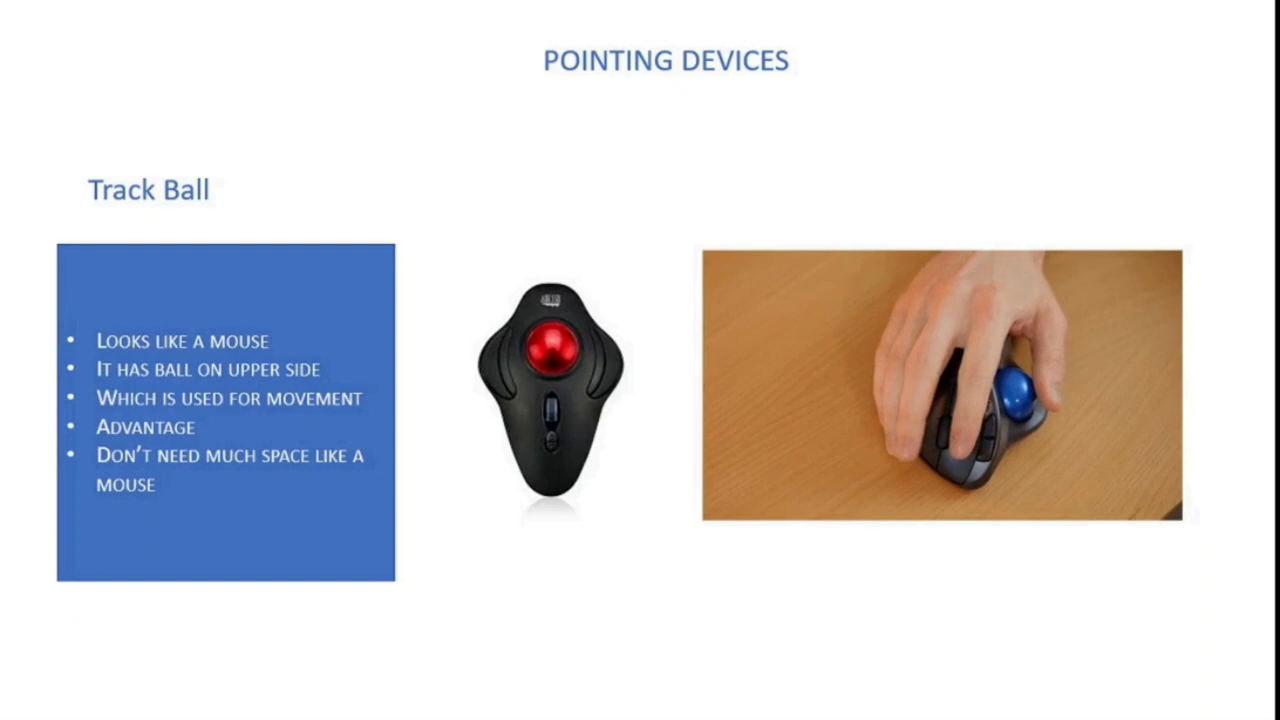 POINTING DEVICES
Track Ball
• LOOKS LIKE A MOUSE
• IT HAS BALL ON UPPER SIDE
• WHICH IS USED FOR MOVEMENT
• ADVANTAGE
• DON'T NEED MUCH SPACE LIKE A
MOUSE